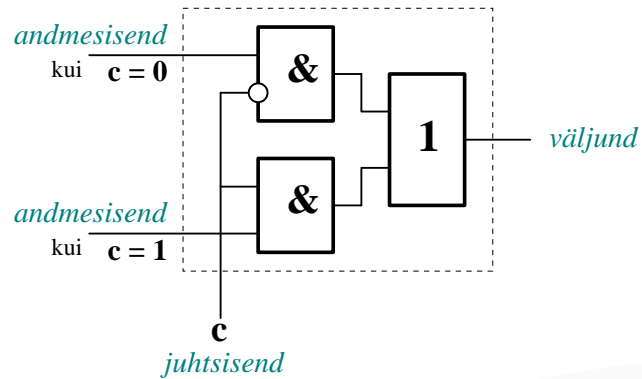 andmesisend
kui c = 0
&
1
väljund
&
andmesisend
kui c = 1
c
juhtsisend